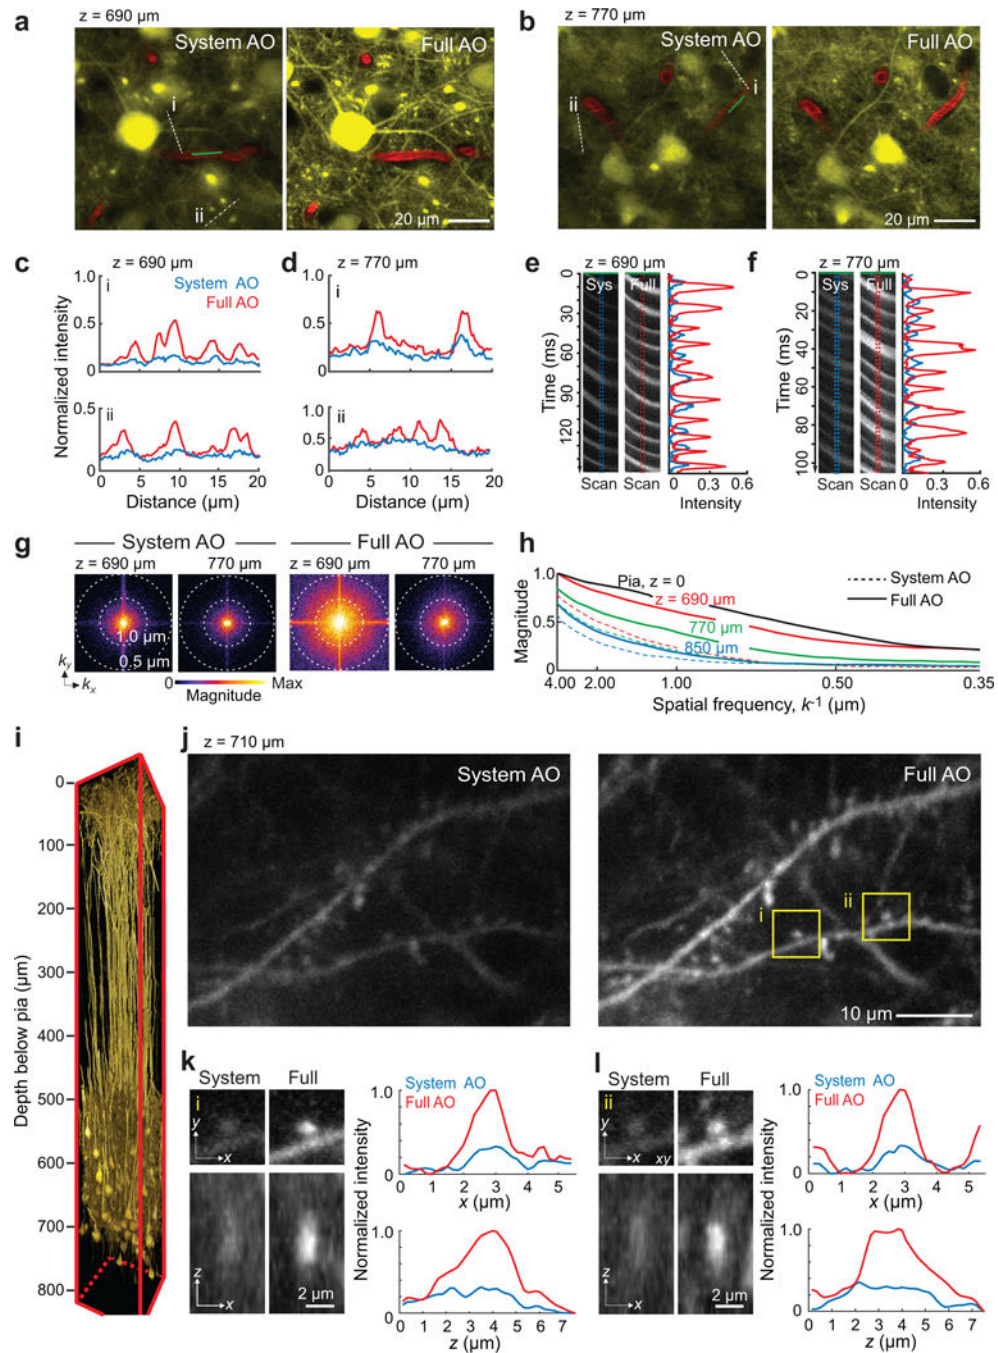 a
z = 690 µm
System AO
Full AO
i
ii
20 µm
b
z = 770 µm
System AO
Full AO
i
ii
20 µm
c
z = 690 µm
i
System AO
Full AO
1.0
0.5
0
ii
0.5
0
0
5
10
15
20
Normalized intensity
Distance (µm)
d
z = 770 µm
i
1.0
0.5
0
ii
1.0
0.5
0
0
5
10
15
20
Distance (µm)
e
z = 690 µm
Sys
Full
0
30
60
90
120
Time (ms)
Scan
Scan
0
0.3
0.6
Intensity
f
z = 770 µm
Sys
Full
0
20
40
60
80
100
Time (ms)
Scan
Scan
0
0.3
0.6
Intensity
g
System AO
Full AO
z = 690 µm
770 µm
z = 690 µm
770 µm
1.0 µm
0.5 µm
ky
kx
0
Max
Magnitude
h
1.0
0.5
0
Magnitude
Pia, z = 0
z = 690 µm
770 µm
850 µm
System AO
Full AO
4.00
2.00
1.00
0.50
0.35
Spatial frequency, k-1 (µm)
i
0
100
200
300
400
500
600
700
800
Depth below pia (µm)
j
z = 710 µm
System AO
Full AO
i
ii
10 µm
k
System
Full
i
y
x
z
x
2 µm
System AO
Full AO
1.0
0
0
1
2
3
4
5
x (µm)
1.0
0
0
1
2
3
4
5
6
7
z (µm)
Normalized intensity
l
System
Full
ii
y
x
xy
z
x
2 µm
System AO
Full AO
1.0
0
0
1
2
3
4
5
x (µm)
1.0
0
0
1
2
3
4
5
6
7
z (µm)
Normalized intensity